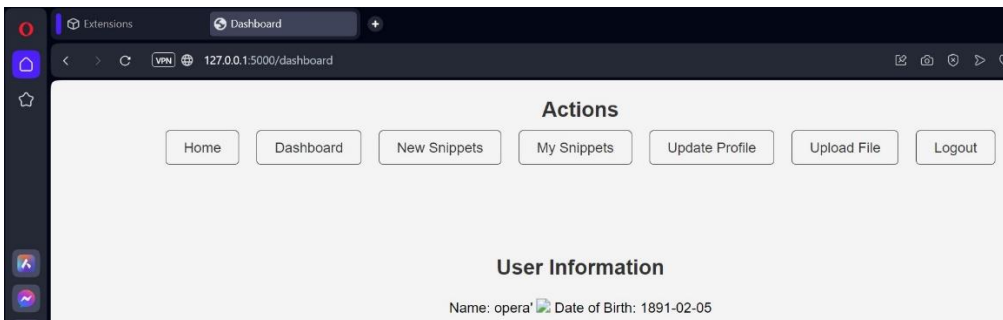 Extensions Dashboard
VPN 127.0.0.1:5000/dashboard
Actions
Home Dashboard New Snippets My Snippets Update Profile Upload File Logout
User Information
Name: opera' Date of Birth: 1891-02-05